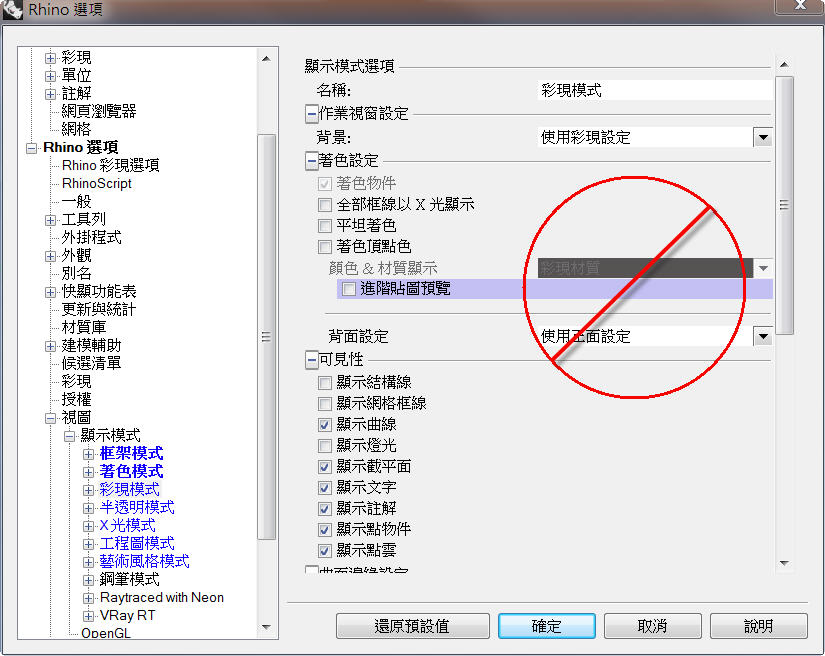 Rhino 選項
彩現
單位
註解
網頁瀏覽器
網格
Rhino 選項
Rhino 彩現選項
RhinoScript
一般
工具列
外掛程式
外觀
別名
快顯功能表
更新與統計
材質庫
建模輔助
候選清單
彩現
授權
視圖
顯示模式
框架模式
著色模式
彩現模式
半透明模式
X 光模式
工程圖模式
藝術風格模式
鋼筆模式
Raytraced with Neon
VRay RT
OpenGL
顯示模式選項
名稱: 彩現模式
作業視窗設定
背景: 使用彩現設定
著色設定
著色物件
全部框線以 X 光顯示
平坦著色
著色頂點色
顏色 & 材質顯示 彩現材質
進階貼圖預覽
背面設定 使用正面設定
可見性
顯示結構線
顯示網格框線
顯示曲線
顯示燈光
顯示截平面
顯示文字
顯示註解
顯示點物件
顯示點雲
曲面邊緣設定
還原預設值 確定 取消 說明